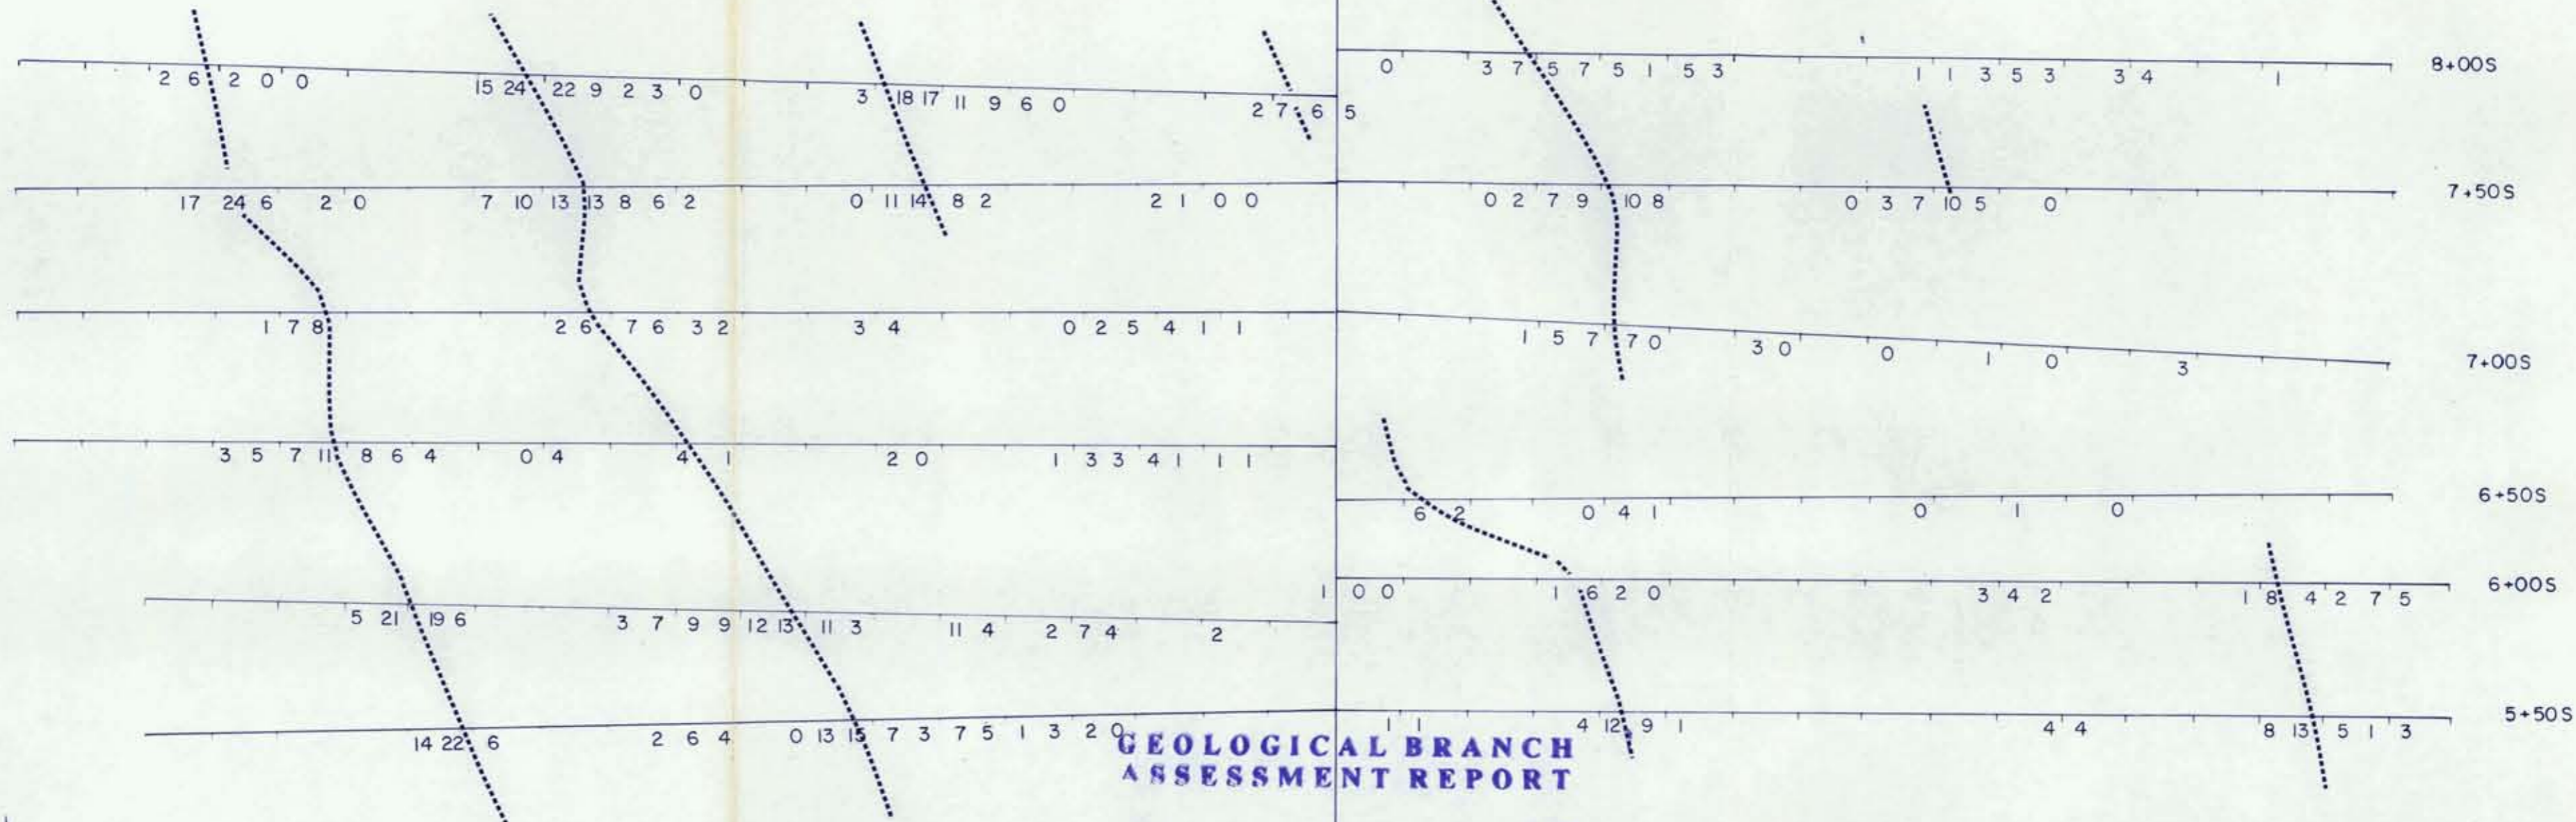 2 6 2 0 0 15 24 22 9 2 3 0 3 18 17 11 9 6 0 2 7 6 5 0 3 7 5 7 5 1 5 3 1 1 3 5 3 3 4 1 8+00S
17 24 6 2 0 7 10 13 13 8 6 2 0 11 14 8 2 2 1 0 0 0 2 7 9 10 8 0 3 7 10 5 0 7+50S
1 7 8 2 6 7 6 3 2 3 4 0 2 5 4 1 1 1 5 7 7 0 3 0 0 1 0 3 7+00S
3 5 7 11 8 6 4 0 4 4 1 2 0 1 3 3 4 1 1 1 6 2 0 4 1 0 1 0 6+50S
5 21 19 6 3 7 9 9 12 13 11 3 11 4 2 7 4 2 1 0 0 1 6 2 0 3 4 2 1 8 4 2 7 5 6+00S
14 22 6 2 6 4 0 13 15 7 3 7 5 1 3 2 0 1 1 4 12 9 1 4 4 8 13 5 1 3 5+50S
GEOLOGICAL BRANCH
ASSESSMENT REPORT